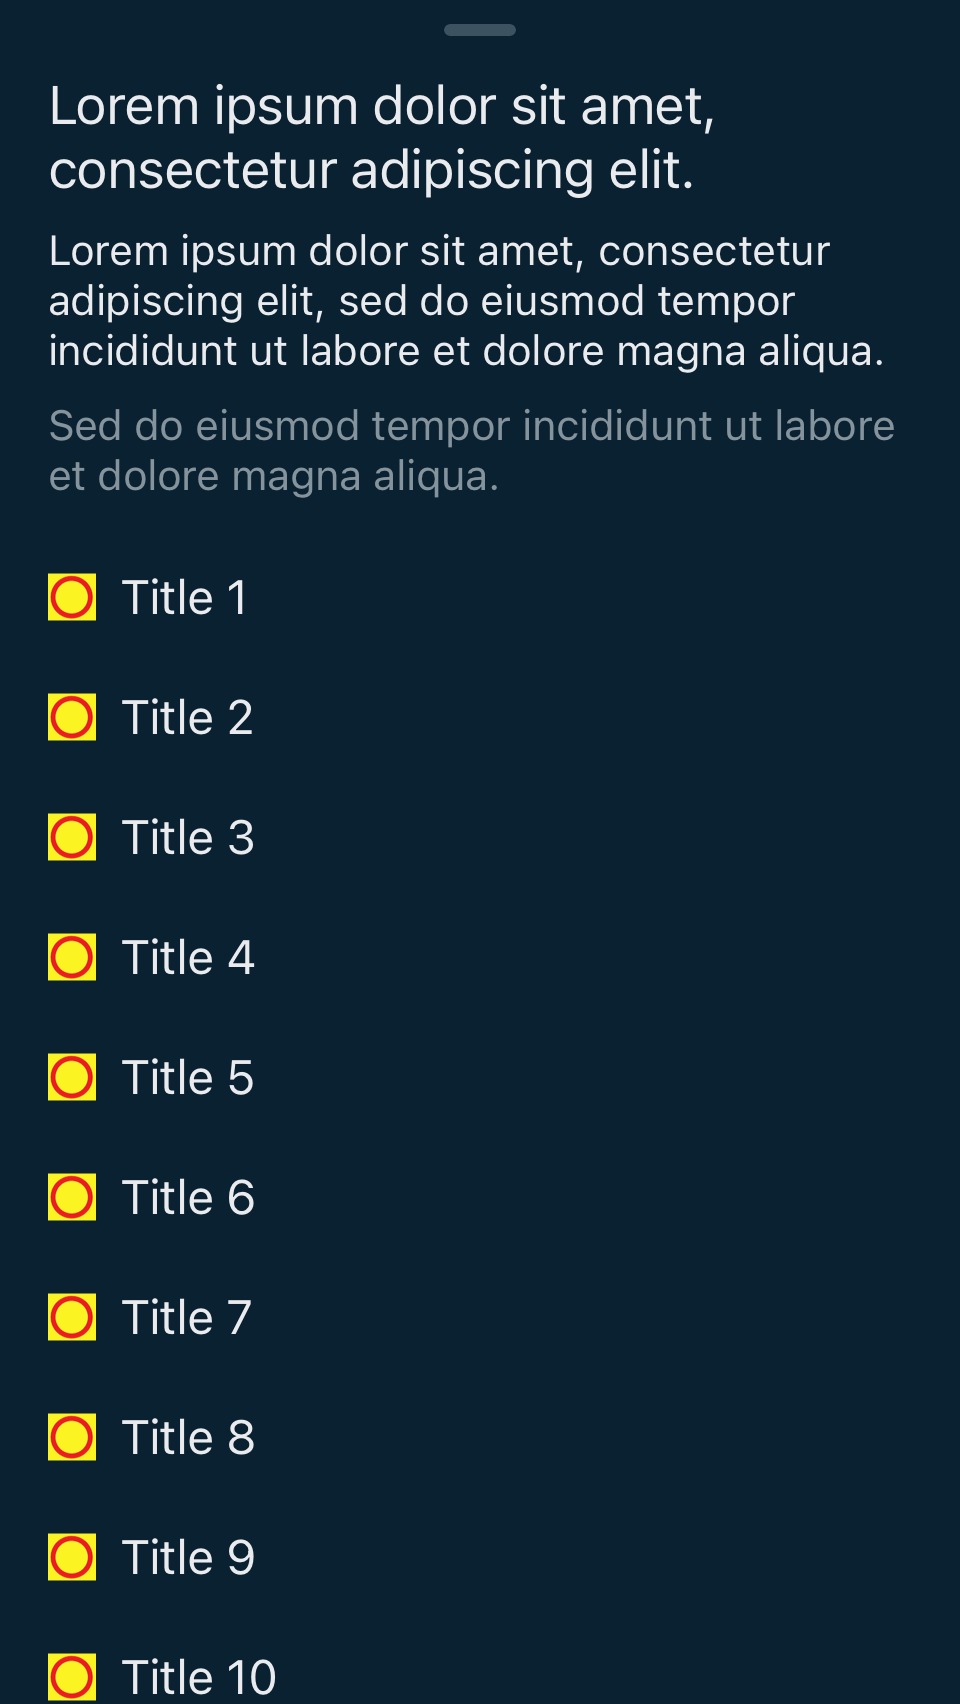 Lorem ipsum dolor sit amet,
consectetur adipiscing elit.
Lorem ipsum dolor sit amet, consectetur
adipiscing elit, sed do eiusmod tempor
incididunt ut labore et dolore magna aliqua.
Sed do eiusmod tempor incididunt ut labore
et dolore magna aliqua.
Title 1
Title 2
Title 3
Title 4
Title 5
Title 6
Title 7
Title 8
Title 9
Title 10